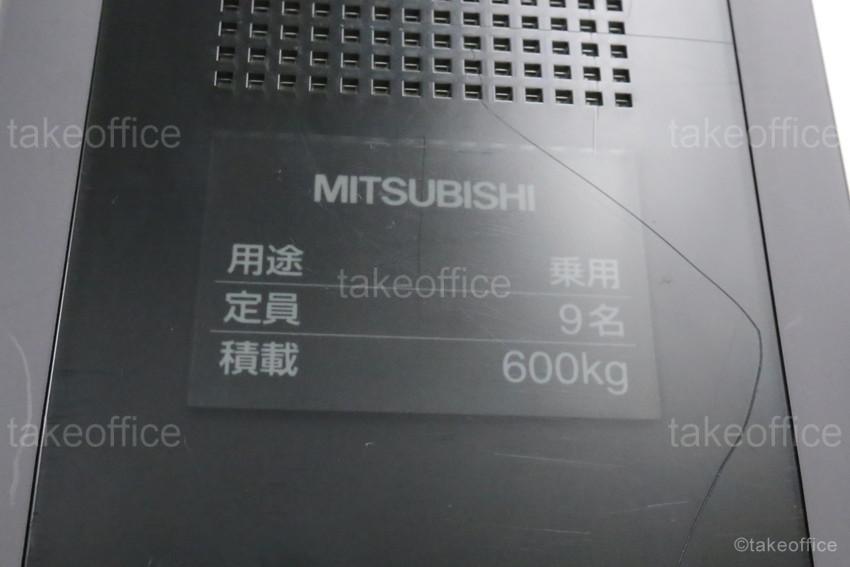 takeoffice takeoffice
MITSUBISHI
用途 乗用
takeoffice
定員 9名
積載 600kg
takeoffice takeoffice
©takeoffice